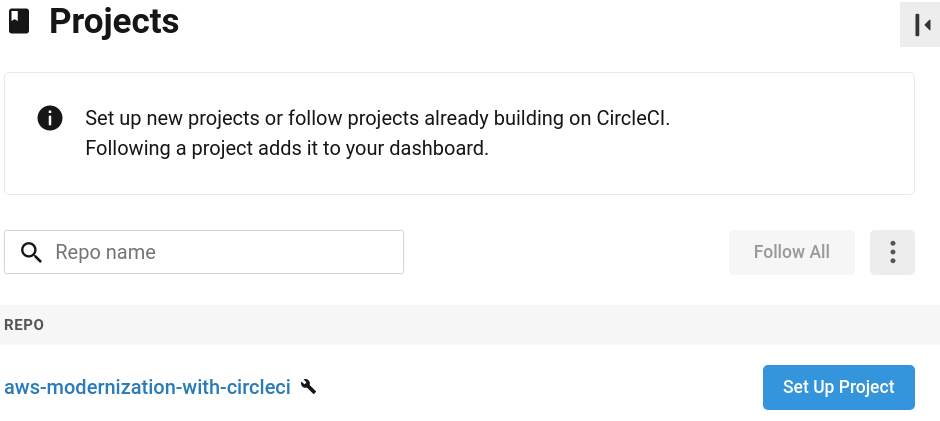 Projects
Set up new projects or follow projects already building on CircleCI.
Following a project adds it to your dashboard.
Repo name
Follow All
REPO
aws-modernization-with-circleci
Set Up Project